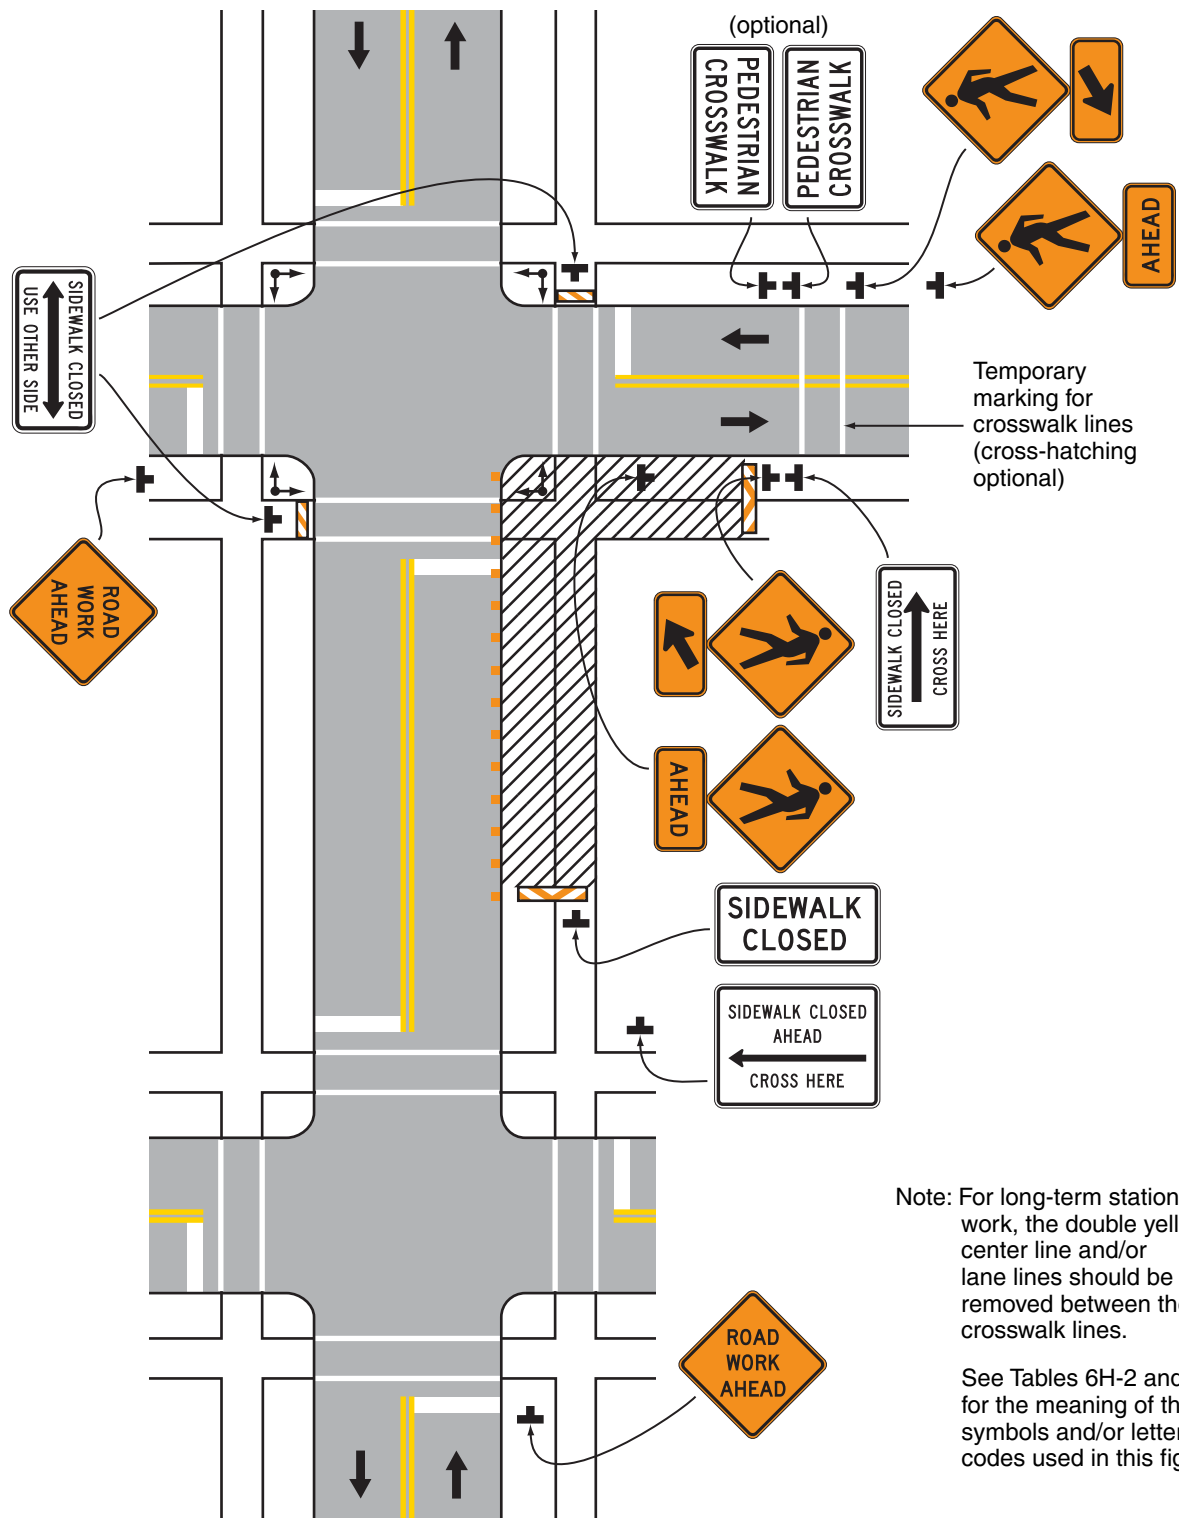 (optional)
PEDESTRIAN
CROSSWALK
PEDESTRIAN
CROSSWALK
AHEAD
SIDEWALK CLOSED
USE OTHER SIDE
Temporary
marking for
crosswalk lines
(cross-hatching
optional)
ROAD
WORK
AHEAD
SIDEWALK CLOSED
CROSS HERE
AHEAD
SIDEWALK
CLOSED
SIDEWALK CLOSED
AHEAD
CROSS HERE
Note: For long-term station
work, the double yell
center line and/or
lane lines should be
removed between the
crosswalk lines.
ROAD
WORK
AHEAD
See Tables 6H-2 and
for the meaning of th
symbols and/or letter
codes used in this fig